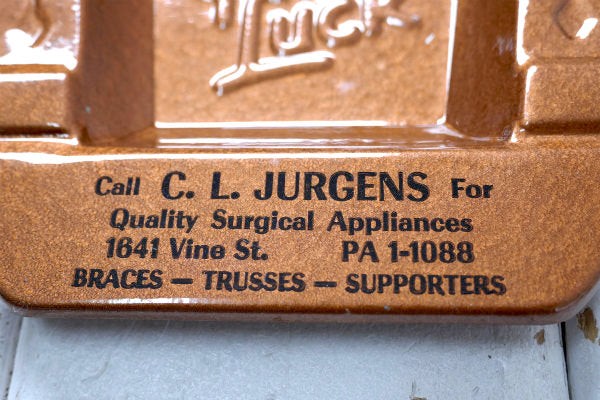 Luck
Call C. L. JURGENS For
Quality Surgical Appliances
1641 Vine St. PA 1-1088
BRACES — TRUSSES — SUPPORTERS